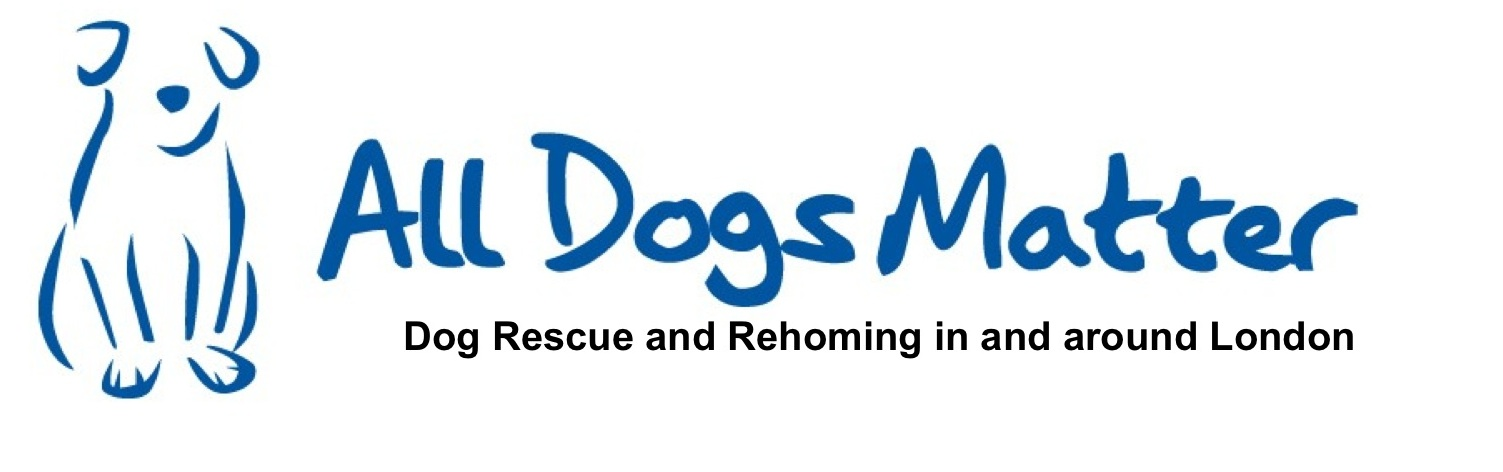 All Dogs Matter
Dog Rescue and Rehoming in and around London